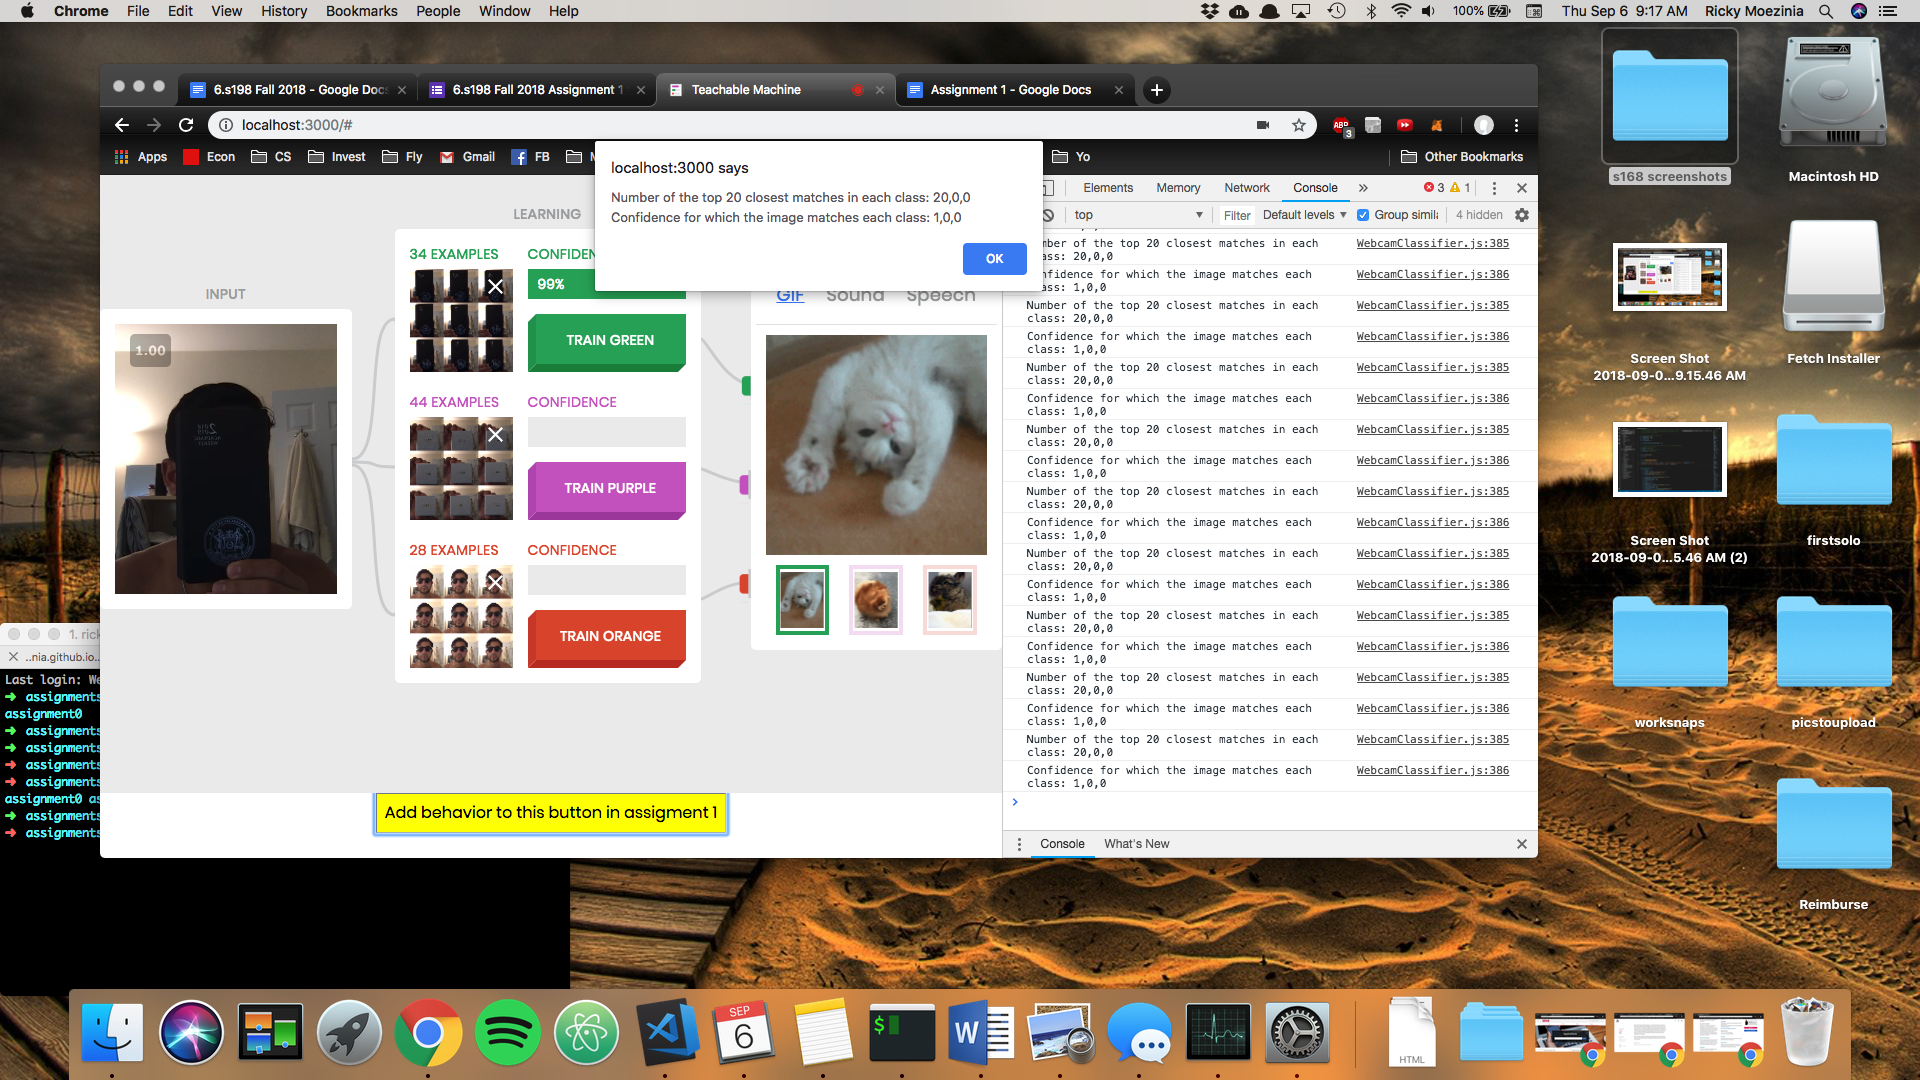 Chrome File Edit View History Bookmarks People Window Help
100% Thu Sep 6 9:17 AM Ricky Moezinia
6.s198 Fall 2018 - Google Doc
6.s198 Fall 2018 Assignment 1
Teachable Machine
Assignment 1 - Google Docs
localhost:3000/#
ABP 3
Apps Econ CS Invest Fly Gmail FB Yo Other Bookmarks
localhost:3000 says
Number of the top 20 closest matches in each class: 20,0,0
Confidence for which the image matches each class: 1,0,0
OK
INPUT
1.00
LEARNING
34 EXAMPLES
CONFIDEN
99%
TRAIN GREEN
44 EXAMPLES
CONFIDENCE
TRAIN PURPLE
28 EXAMPLES
CONFIDENCE
TRAIN ORANGE
GIF Sound Speech
Add behavior to this button in assigment 1
Elements Memory Network Console » 3 1
top Filter Default levels Group simila 4 hidden
mber of the top 20 closest matches in each WebcamClassifier.js:385
class: 20,0,0
nfidence for which the image matches each WebcamClassifier.js:386
class: 1,0,0
Number of the top 20 closest matches in each WebcamClassifier.js:385
class: 20,0,0
Confidence for which the image matches each WebcamClassifier.js:386
class: 1,0,0
Number of the top 20 closest matches in each WebcamClassifier.js:385
class: 20,0,0
Confidence for which the image matches each WebcamClassifier.js:386
class: 1,0,0
Number of the top 20 closest matches in each WebcamClassifier.js:385
class: 20,0,0
Confidence for which the image matches each WebcamClassifier.js:386
class: 1,0,0
Number of the top 20 closest matches in each WebcamClassifier.js:385
class: 20,0,0
Confidence for which the image matches each WebcamClassifier.js:386
class: 1,0,0
Number of the top 20 closest matches in each WebcamClassifier.js:385
class: 20,0,0
Confidence for which the image matches each WebcamClassifier.js:386
class: 1,0,0
Number of the top 20 closest matches in each WebcamClassifier.js:385
class: 20,0,0
Confidence for which the image matches each WebcamClassifier.js:386
class: 1,0,0
Number of the top 20 closest matches in each WebcamClassifier.js:385
class: 20,0,0
Confidence for which the image matches each WebcamClassifier.js:386
class: 1,0,0
Number of the top 20 closest matches in each WebcamClassifier.js:385
class: 20,0,0
Confidence for which the image matches each WebcamClassifier.js:386
class: 1,0,0
>
Console What's New
1. rick
..nia.github.io..
Last login: We
assignments
assignment0
assignments
assignments
assignments
assignments
assignment0 as
assignments
assignments
s168 screenshots
Macintosh HD
Screen Shot
2018-09-0...9.15.46 AM
Fetch Installer
Screen Shot
2018-09-0...5.46 AM (2)
firstsolo
worksnaps
picstoupload
Reimburse
SEP
6
$
W
HTML